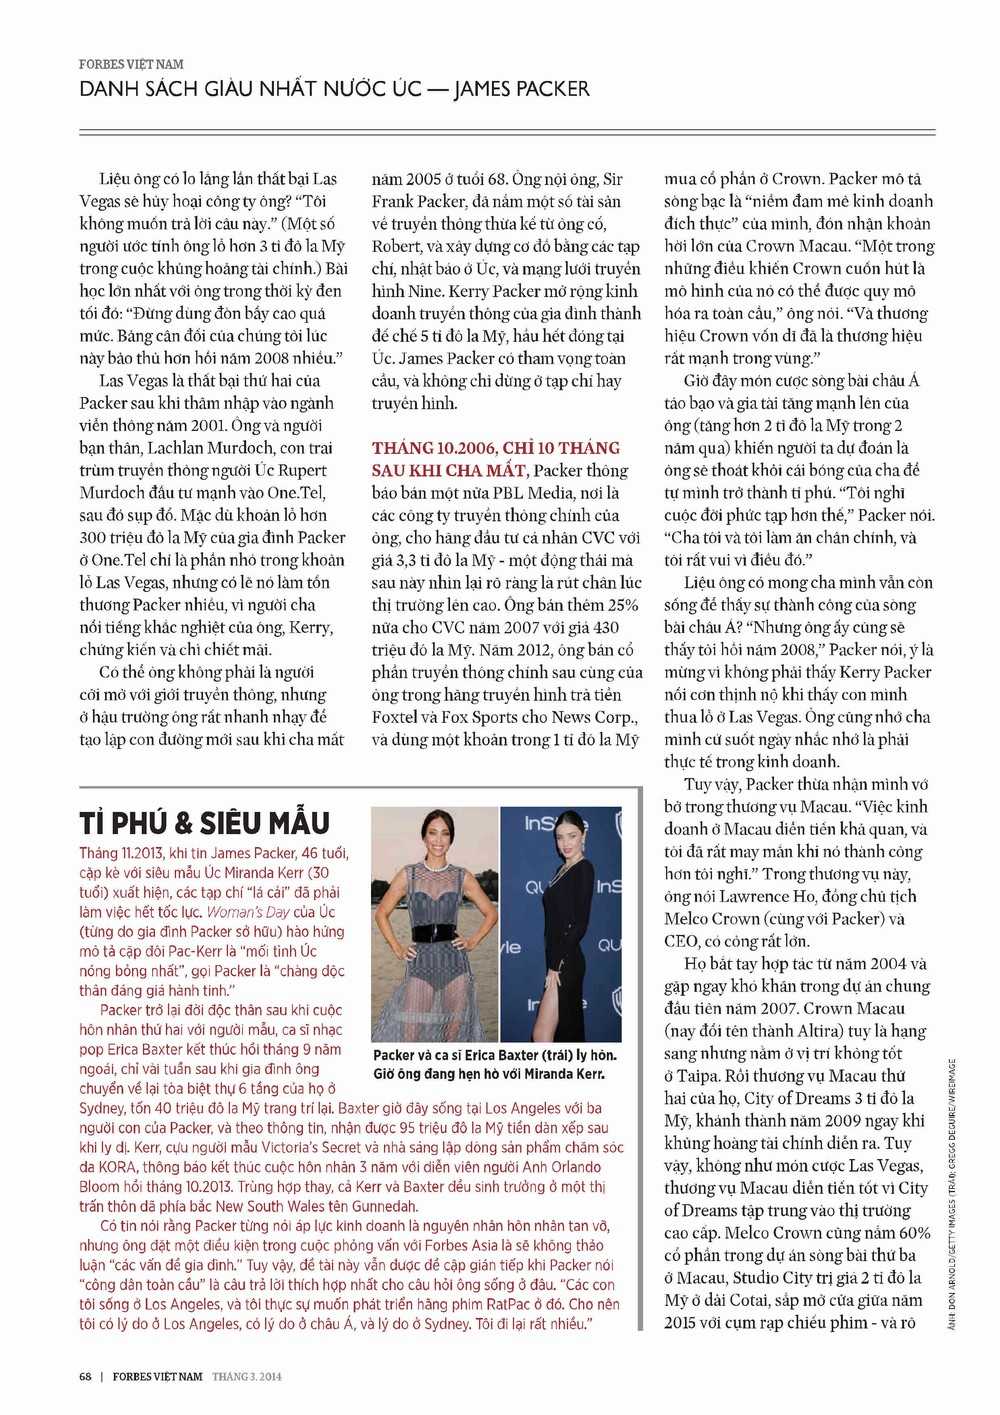 FORBES VIỆT NAM
DANH SÁCH GIÀU NHẤT NƯỚC ÚC — JAMES PACKER
Liệu ông có lo lắng lần thất bại Las
Vegas sẽ hủy hoại công ty ông? “Tôi
không muốn trả lời câu này.” (Một số
người ước tính ông lỗ hơn 3 tỉ đô la Mỹ
trong cuộc khủng hoảng tài chính.) Bài
học lớn nhất với ông trong thời kỳ đen
tối đó: “Đừng dùng đòn bẩy cao quá
mức. Bảng cân đối của chúng tôi lúc
này bảo thủ hơn hồi năm 2008 nhiều.”
Las Vegas là thất bại thứ hai của
Packer sau khi thâm nhập vào ngành
viễn thông năm 2001. Ông và người
bạn thân, Lachlan Murdoch, con trai
trùm truyền thông người Úc Rupert
Murdoch đầu tư mạnh vào One.Tel,
sau đó sụp đổ. Mặc dù khoản lỗ hơn
300 triệu đô la Mỹ của gia đình Packer
ở One.Tel chỉ là phần nhỏ trong khoản
lỗ Las Vegas, nhưng có lẽ nó làm tổn
thương Packer nhiều, vì người cha
nổi tiếng khắc nghiệt của ông, Kerry,
chứng kiến và chì chiết mãi.
Có thể ông không phải là người
cởi mở với giới truyền thông, nhưng
ở hậu trường ông rất nhanh nhạy để
tạo lập con đường mới sau khi cha mất
năm 2005 ở tuổi 68. Ông nội ông, Sir
Frank Packer, đã nắm một số tài sản
về truyền thông thừa kế từ ông cố,
Robert, và xây dựng cơ đồ bằng các tạp
chí, nhật báo ở Úc, và mạng lưới truyền
hình Nine. Kerry Packer mở rộng kinh
doanh truyền thông của gia đình thành
đế chế 5 tỉ đô la Mỹ, hầu hết đóng tại
Úc. James Packer có tham vọng toàn
cầu, và không chỉ dừng ở tạp chí hay
truyền hình.
THÁNG 10.2006, CHỈ 10 THÁNG
SAU KHI CHA MẤT, Packer thông
báo bán một nửa PBL Media, nơi là
các công ty truyền thông chính của
ông, cho hãng đầu tư cá nhân CVC với
giá 3,3 tỉ đô la Mỹ - một động thái mà
sau này nhìn lại rõ ràng là rút chân lúc
thị trường lên cao. Ông bán thêm 25%
nữa cho CVC năm 2007 với giá 430
triệu đô la Mỹ. Năm 2012, ông bán cổ
phần truyền thông chính sau cùng của
ông trong hãng truyền hình trả tiền
Foxtel và Fox Sports cho News Corp.,
và dùng một khoản trong 1 tỉ đô la Mỹ
mua cổ phần ở Crown. Packer mô tả
sòng bạc là “niềm đam mê kinh doanh
đích thực” của mình, đón nhận khoản
hời lớn của Crown Macau. “Một trong
những điều khiến Crown cuốn hút là
mô hình của nó có thể được quy mô
hóa ra toàn cầu,” ông nói. “Và thương
hiệu Crown vốn dĩ đã là thương hiệu
rất mạnh trong vùng.”
Giờ đây món cược sòng bài châu Á
táo bạo và gia tài tăng mạnh lên của
ông (tăng hơn 2 tỉ đô la Mỹ trong 2
năm qua) khiến người ta dự đoán là
ông sẽ thoát khỏi cái bóng của cha để
tự mình trở thành tỉ phú. “Tôi nghĩ
cuộc đời phức tạp hơn thế,” Packer nói.
“Cha tôi và tôi làm ăn chân chính, và
tôi rất vui vì điều đó.”
Liệu ông có mong cha mình vẫn còn
sống để thấy sự thành công của sòng
bài châu Á? “Nhưng ông ấy cũng sẽ
thấy tôi hồi năm 2008,” Packer nói, ý là
mừng vì không phải thấy Kerry Packer
nổi cơn thịnh nộ khi thấy con mình
thua lỗ ở Las Vegas. Ông cũng nhớ cha
mình cứ suốt ngày nhắc nhở là phải
thực tế trong kinh doanh.
Tuy vậy, Packer thừa nhận mình vớ
bở trong thương vụ Macau. “Việc kinh
doanh ở Macau diễn tiến khả quan, và
tôi đã rất may mắn khi nó thành công
hơn tôi nghĩ.” Trong thương vụ này,
ông nói Lawrence Ho, đồng chủ tịch
Melco Crown (cùng với Packer) và
CEO, có công rất lớn.
Họ bắt tay hợp tác từ năm 2004 và
gặp ngay khó khăn trong dự án chung
đầu tiên năm 2007. Crown Macau
(nay đổi tên thành Altira) tuy là hạng
sang nhưng nằm ở vị trí không tốt
ở Taipa. Rồi thương vụ Macau thứ
hai của họ, City of Dreams 3 tỉ đô la
Mỹ, khánh thành năm 2009 ngay khi
khủng hoảng tài chính diễn ra. Tuy
vậy, không như món cược Las Vegas,
thương vụ Macau diễn tiến tốt vì City
of Dreams tập trung vào thị trường
cao cấp. Melco Crown cũng nắm 60%
cổ phần trong dự án sòng bài thứ ba
ở Macau, Studio City trị giá 2 tỉ đô la
Mỹ ở dải Cotai, sắp mở cửa giữa năm
2015 với cụm rạp chiếu phim - và rõ
TỈ PHÚ & SIÊU MẪU
Tháng 11.2013, khi tin James Packer, 46 tuổi,
cặp kè với siêu mẫu Úc Miranda Kerr (30
tuổi) xuất hiện, các tạp chí “lá cải” đã phải
làm việc hết tốc lực. Woman’s Day của Úc
(từng do gia đình Packer sở hữu) hào hứng
mô tả cặp đôi Pac-Kerr là “mối tình Úc
nóng bỏng nhất”, gọi Packer là “chàng độc
thân đáng giá hành tinh.”
Packer trở lại đời độc thân sau khi cuộc
hôn nhân thứ hai với người mẫu, ca sĩ nhạc
pop Erica Baxter kết thúc hồi tháng 9 năm
ngoái, chỉ vài tuần sau khi gia đình ông
chuyển về lại tòa biệt thự 6 tầng của họ ở
Sydney, tốn 40 triệu đô la Mỹ trang trí lại. Baxter giờ đây sống tại Los Angeles với ba
người con của Packer, và theo thông tin, nhận được 95 triệu đô la Mỹ tiền dàn xếp sau
khi ly dị. Kerr, cựu người mẫu Victoria’s Secret và nhà sáng lập dòng sản phẩm chăm sóc
da KORA, thông báo kết thúc cuộc hôn nhân 3 năm với diễn viên người Anh Orlando
Bloom hồi tháng 10.2013. Trùng hợp thay, cả Kerr và Baxter đều sinh trưởng ở một thị
trấn thôn dã phía bắc New South Wales tên Gunnedah.
Có tin nói rằng Packer từng nói áp lực kinh doanh là nguyên nhân hôn nhân tan vỡ,
nhưng ông đặt một điều kiện trong cuộc phỏng vấn với Forbes Asia là sẽ không thảo
luận “các vấn đề gia đình.” Tuy vậy, đề tài này vẫn được đề cập gián tiếp khi Packer nói
“công dân toàn cầu” là câu trả lời thích hợp nhất cho câu hỏi ông sống ở đâu. “Các con
tôi sống ở Los Angeles, và tôi thực sự muốn phát triển hãng phim RatPac ở đó. Cho nên
tôi có lý do ở Los Angeles, có lý do ở châu Á, và lý do ở Sydney. Tôi đi lại rất nhiều.”
InStyle
QU
InS
yle
QU
InSt
Packer và ca sĩ Erica Baxter (trái) ly hôn.
Giờ ông đang hẹn hò với Miranda Kerr.
ẢNH: DON ARNOLD/GETTY IMAGES (TRÁI); GREGG DEGUIRE/WIREIMAGE
68 | FORBES VIỆT NAM THÁNG 3. 2014